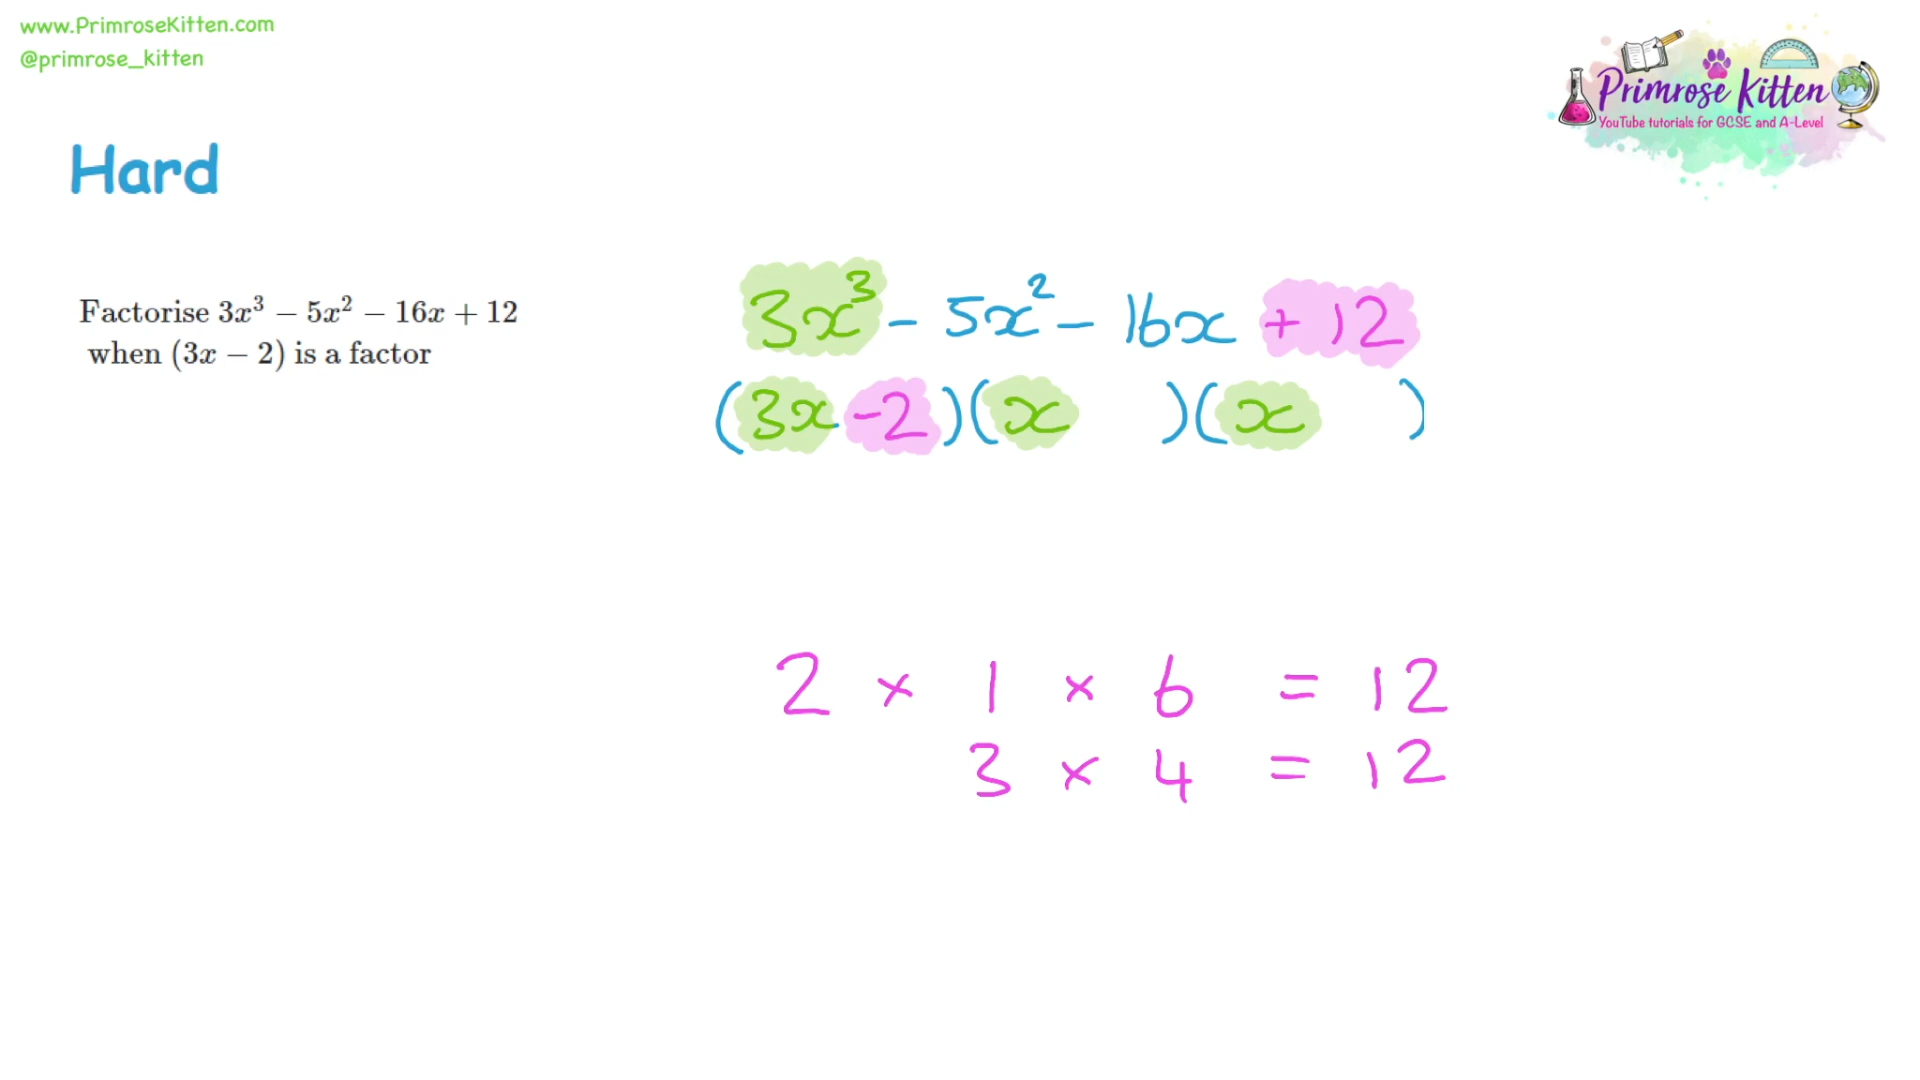 www.PrimroseKitten.com
@primrose_kitten
Primrose Kitten
YouTube tutorials for GCSE and A-Level
Hard
Factorise 3x³ − 5x² − 16x + 12
when (3x − 2) is a factor
3x³ - 5x² - 16x + 12
(3x -2)(x )(x )
2 × 1 × 6 = 12
3 × 4 = 12